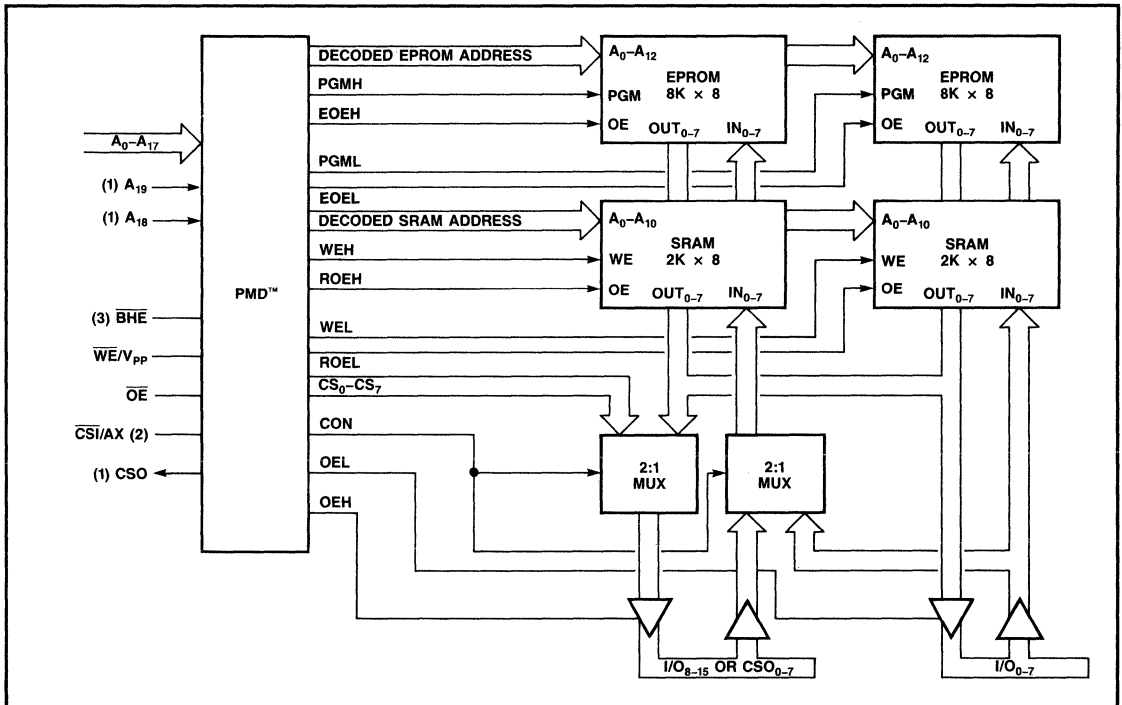 A0–A17
(1) A19
(1) A18
(3) B̅H̅E̅
W̅E̅/VPP
O̅E̅
C̅S̅I̅/AX (2)
(1) CSO
PMD™
DECODED EPROM ADDRESS
PGMH
EOEH
PGML
EOEL
DECODED SRAM ADDRESS
WEH
ROEH
WEL
ROEL
CS0–CS7
CON
OEL
OEH
A0–A12
EPROM
8K × 8
PGM
OE
OUT0–7 IN0–7
A0–A12
EPROM
8K × 8
PGM
OE
OUT0–7 IN0–7
A0–A10
SRAM
2K × 8
WE
OE
OUT0–7 IN0–7
A0–A10
SRAM
2K × 8
WE
OE
OUT0–7 IN0–7
2:1
MUX
2:1
MUX
I/O8–15 OR CSO0–7
I/O0–7